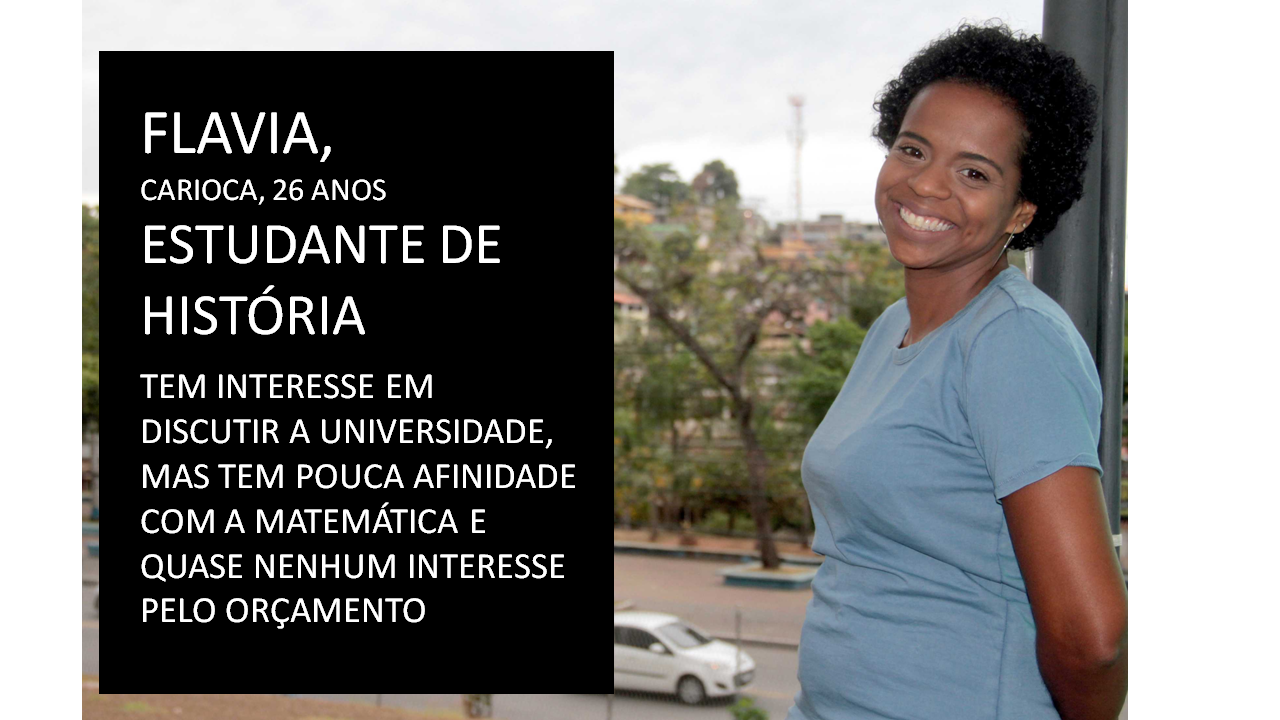 FLAVIA,
CARIOCA, 26 ANOS
ESTUDANTE DE
HISTÓRIA
TEM INTERESSE EM
DISCUTIR A UNIVERSIDADE,
MAS TEM POUCA AFINIDADE
COM A MATEMÁTICA E
QUASE NENHUM INTERESSE
PELO ORÇAMENTO